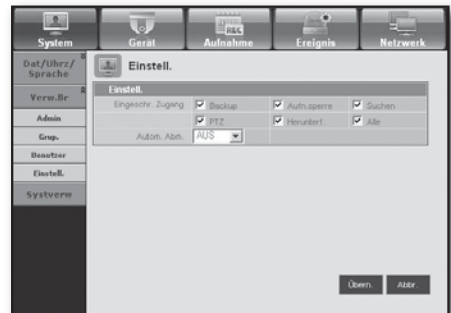 System Gerät Aufnahme Ereignis Netzwerk
Dat/Uhrz/
Sprache
Verw.Br
Admin
Grup.
Benutzer
Einstell.
Systverw
Einstell.
Einstell.
Eingeschr. Zugang Backup Aufn.sperre Suchen
PTZ Herunterf. Alle
Autom. Abm. AUS
Übern. Abbr.